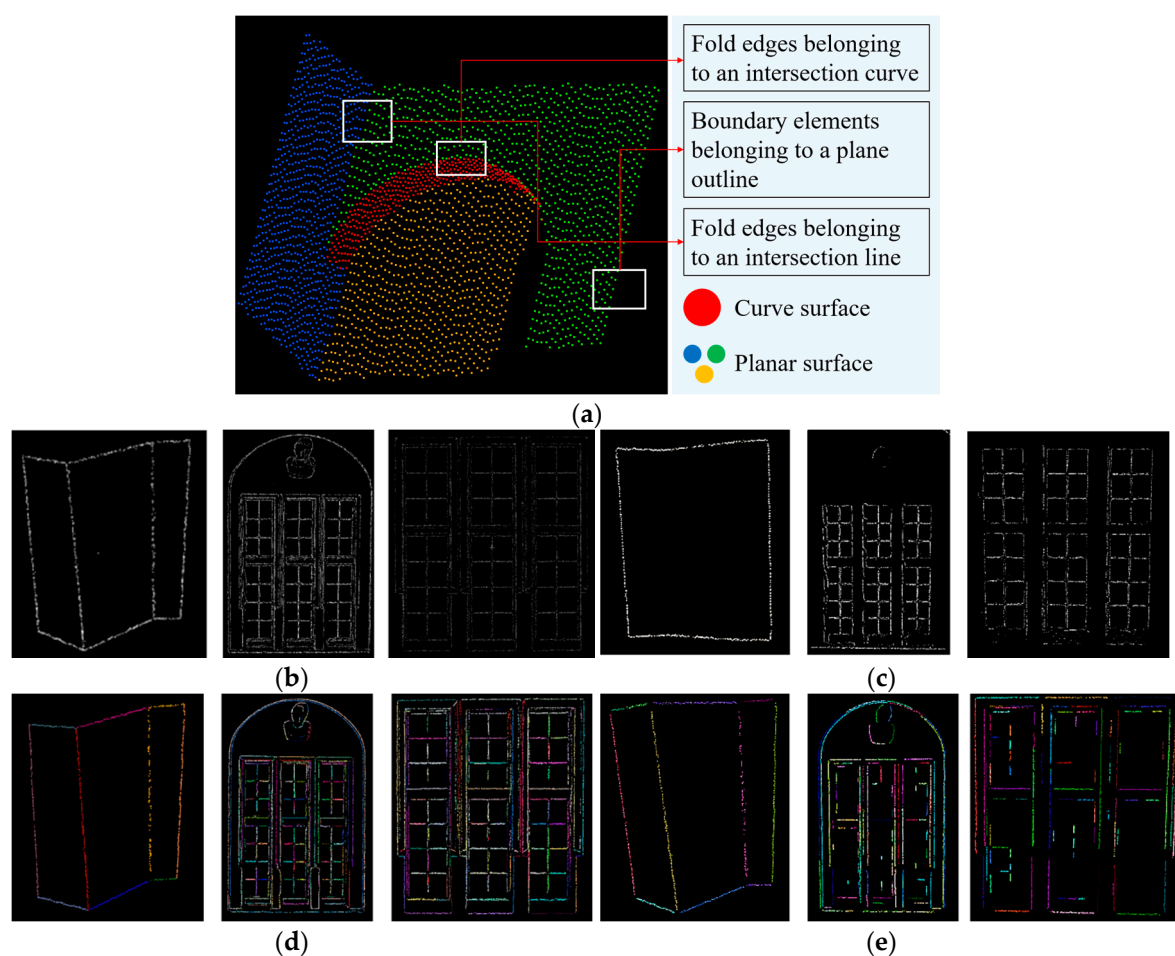 Fold edges belonging
to an intersection curve
Boundary elements
belonging to a plane
outline
Fold edges belonging
to an intersection line
Curve surface
Planar surface
(a)
(b)
(c)
(d)
(e)